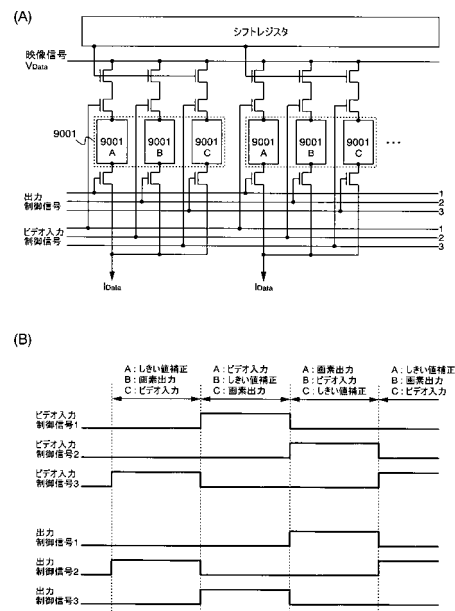 (A)
シフトレジスタ
映像信号
VData
9001
9001
A
9001
B
9001
C
9001
A
9001
B
9001
C
...
出力
制御信号
1
2
3
ビデオ入力
制御信号
1
2
3
IData
IData
(B)
A：しきい値補正
B：画素出力
C：ビデオ入力
A：ビデオ入力
B：しきい値補正
C：画素出力
A：画素出力
B：ビデオ入力
C：しきい値補正
A：しきい値補正
B：画素出力
C：ビデオ入力
ビデオ入力
制御信号1
ビデオ入力
制御信号2
ビデオ入力
制御信号3
出力
制御信号1
出力
制御信号2
出力
制御信号3